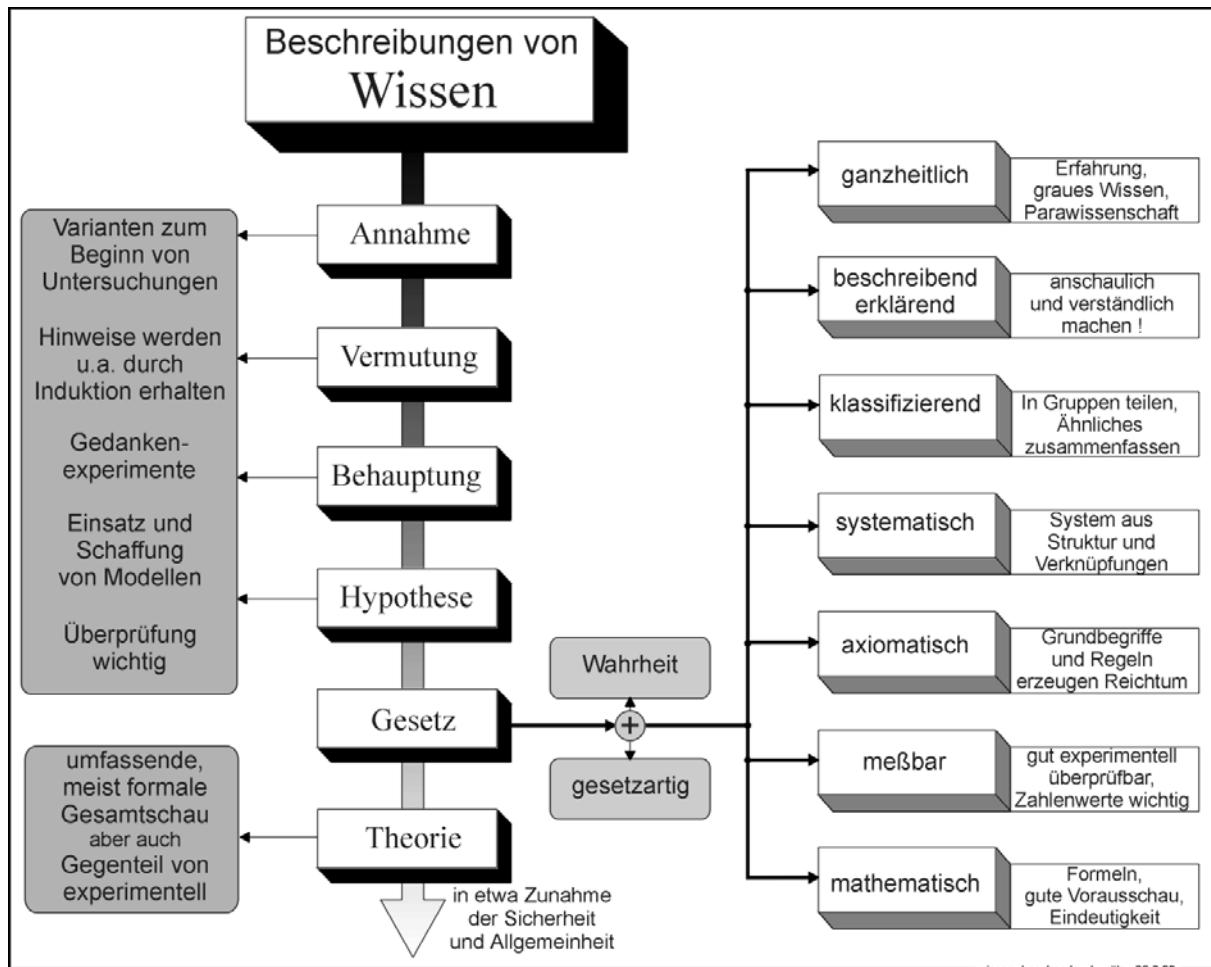 Beschreibungen von
Wissen
Annahme
Vermutung
Behauptung
Hypothese
Gesetz
Theorie
in etwa Zunahme
der Sicherheit
und Allgemeinheit
Varianten zum
Beginn von
Untersuchungen
Hinweise werden
u.a. durch
Induktion erhalten
Gedanken-
experimente
Einsatz und
Schaffung
von Modellen
Überprüfung
wichtig
umfassende,
meist formale
Gesamtschau
aber auch
Gegenteil von
experimentell
Wahrheit
+
gesetzartig
ganzheitlich
Erfahrung,
graues Wissen,
Parawissenschaft
beschreibend
erklärend
anschaulich
und verständlich
machen !
klassifizierend
In Gruppen teilen,
Ähnliches
zusammenfassen
systematisch
System aus
Struktur und
Verknüpfungen
axiomatisch
Grundbegriffe
und Regeln
erzeugen Reichtum
meßbar
gut experimentell
überprüfbar,
Zahlenwerte wichtig
mathematisch
Formeln,
gute Vorausschau,
Eindeutigkeit